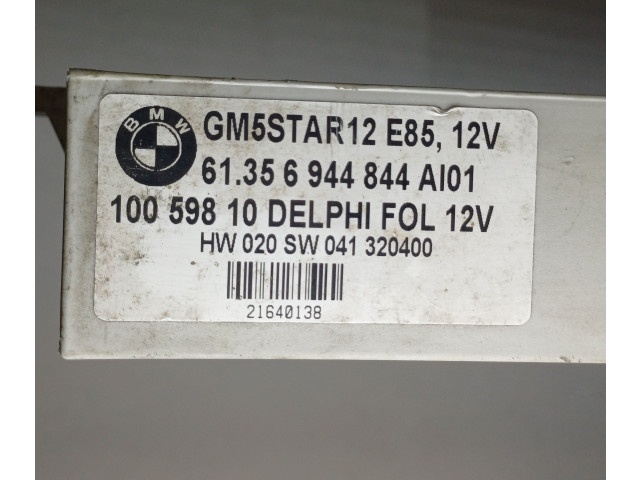 BMW
GM5STAR12 E85, 12V
61.35 6 944 844 AI01
100 598 10 DELPHI FOL 12V
HW 020 SW 041 320400
21640138